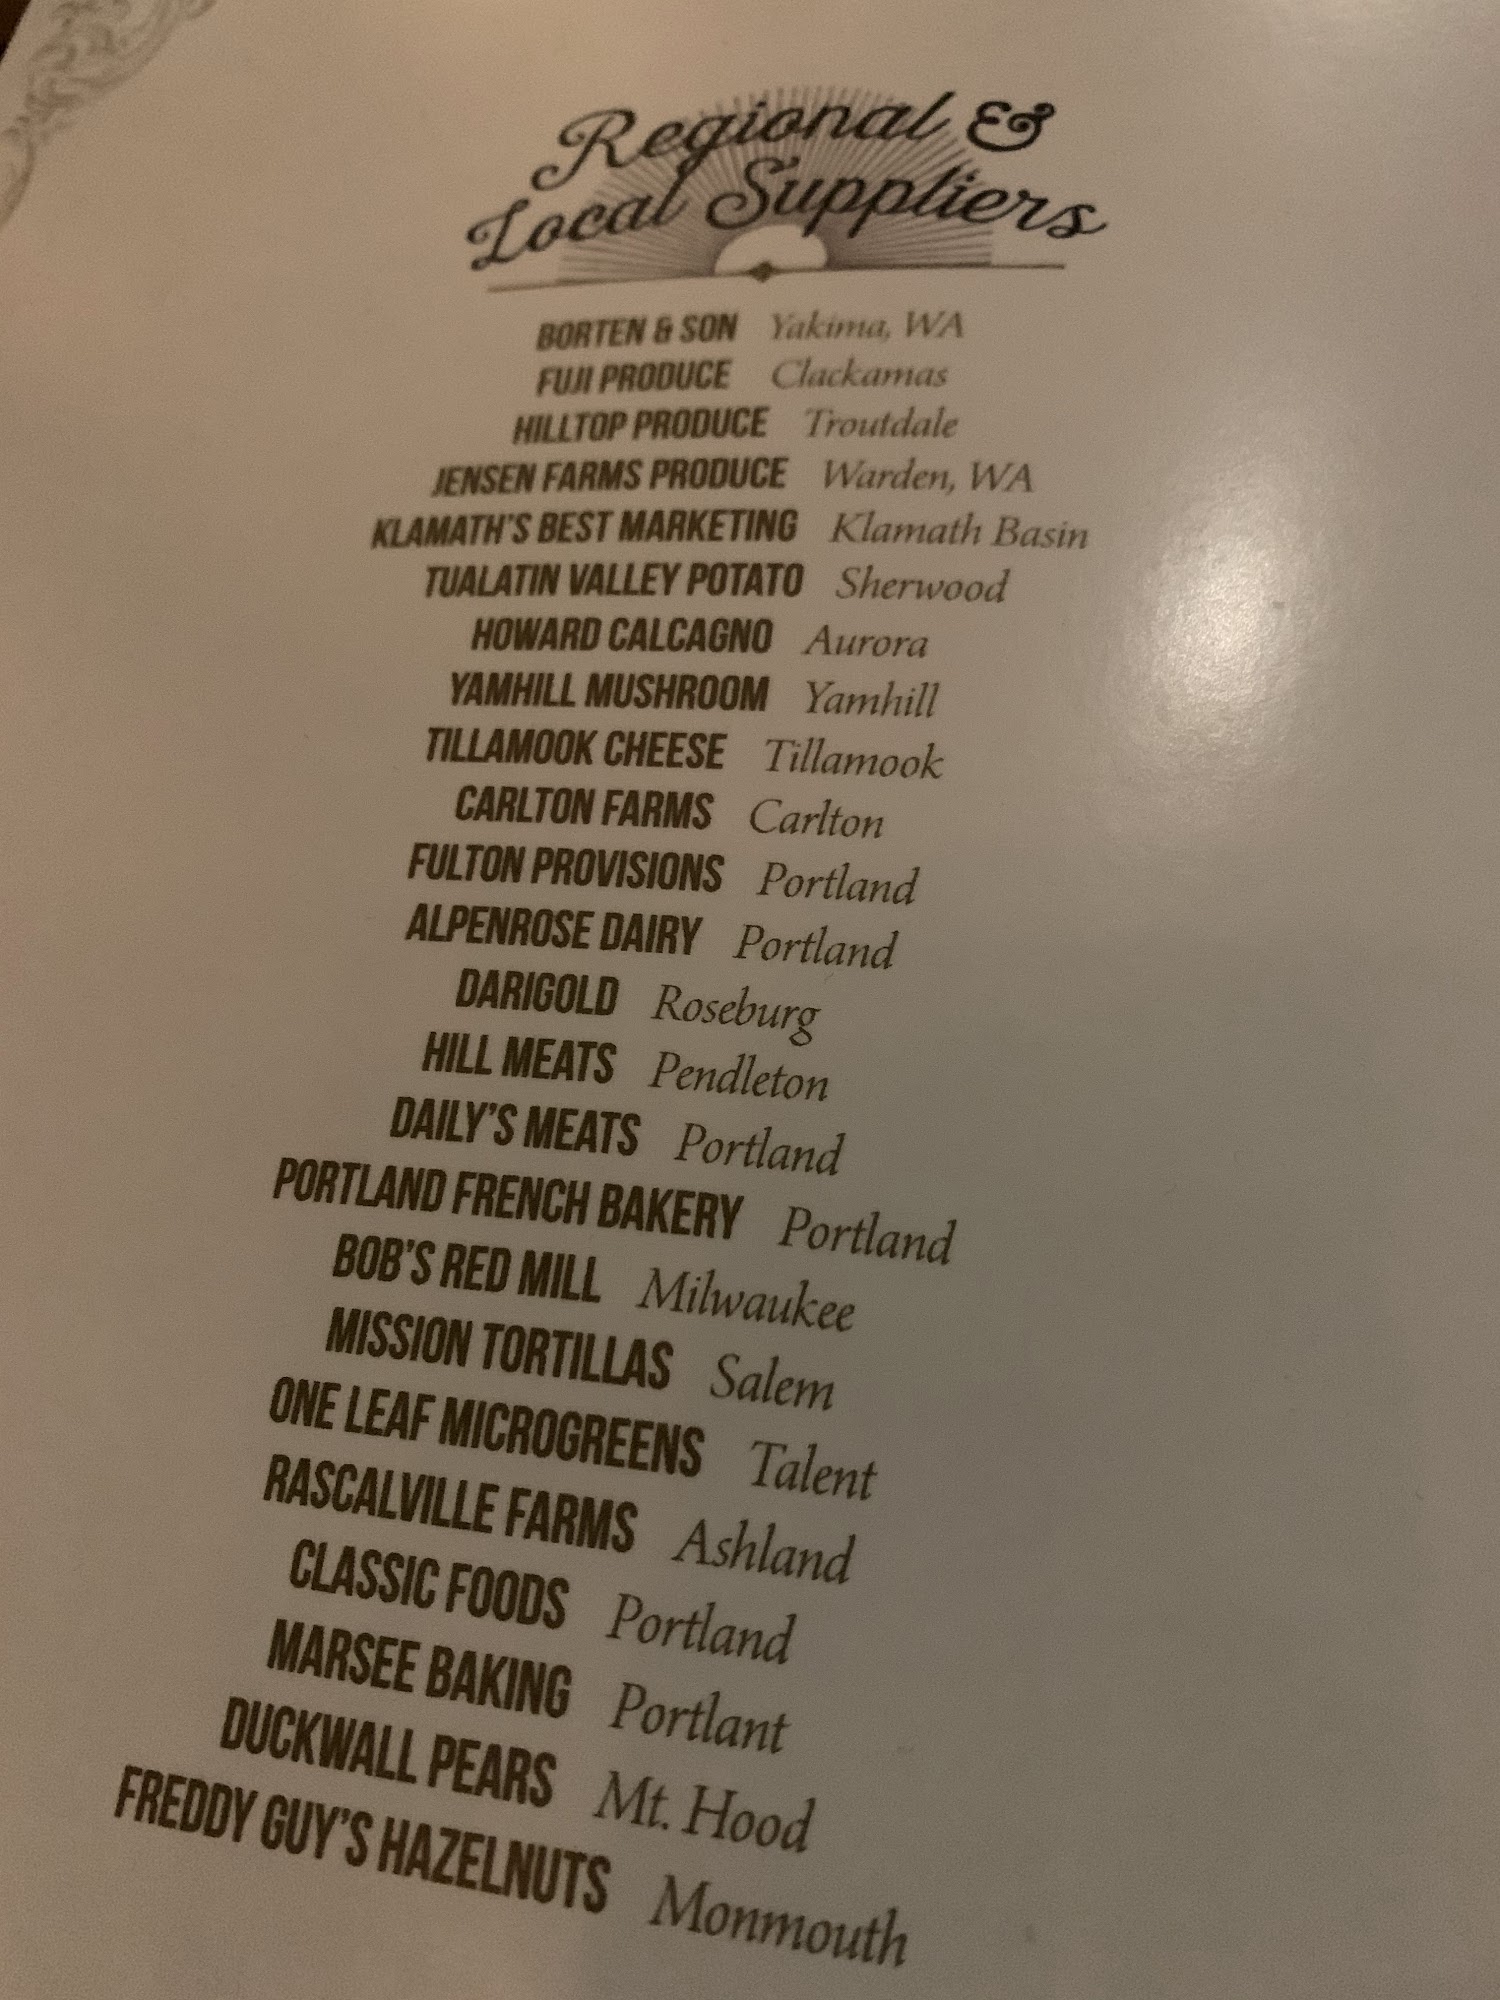 Regional &
Local Suppliers
BORTEN & SON Yakima, WA
FUJI PRODUCE Clackamas
HILLTOP PRODUCE Troutdale
JENSEN FARMS PRODUCE Warden, WA
KLAMATH'S BEST MARKETING Klamath Basin
TUALATIN VALLEY POTATO Sherwood
HOWARD CALCAGNO Aurora
YAMHILL MUSHROOM Yamhill
TILLAMOOK CHEESE Tillamook
CARLTON FARMS Carlton
FULTON PROVISIONS Portland
ALPENROSE DAIRY Portland
DARIGOLD Roseburg
HILL MEATS Pendleton
DAILY'S MEATS Portland
PORTLAND FRENCH BAKERY Portland
BOB'S RED MILL Milwaukee
MISSION TORTILLAS Salem
ONE LEAF MICROGREENS Talent
RASCALVILLE FARMS Ashland
CLASSIC FOODS Portland
MARSEE BAKING Portlant
DUCKWALL PEARS Mt. Hood
FREDDY GUY'S HAZELNUTS Monmouth